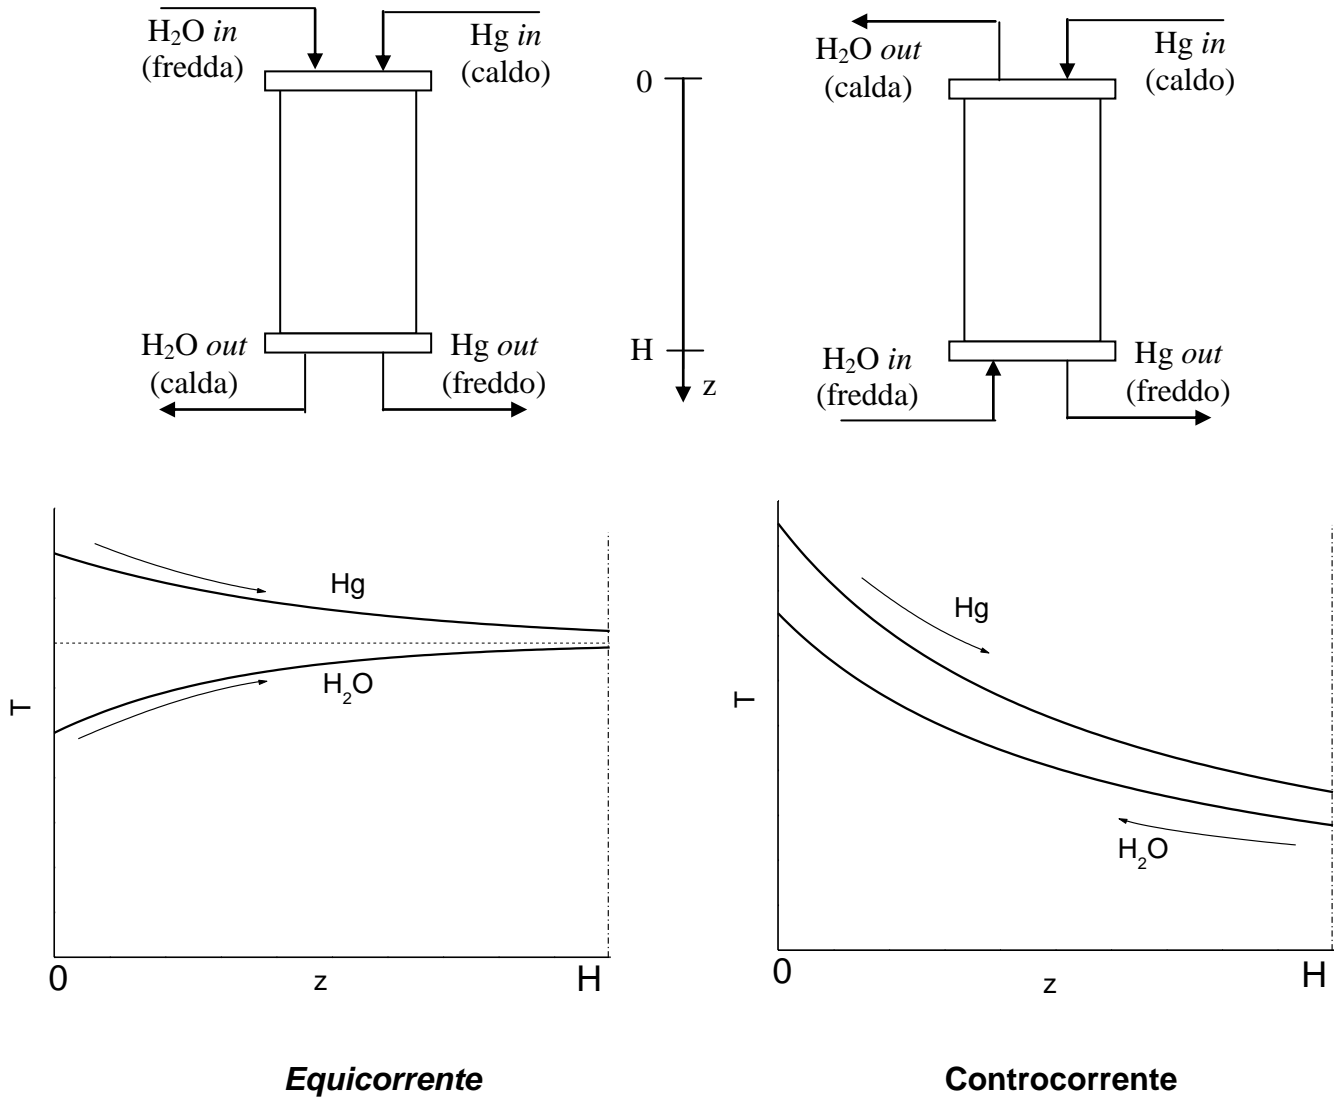 H₂O in
(fredda)
Hg in
(caldo)
H₂O out
(calda)
Hg out
(freddo)
0
H
z
H₂O out
(calda)
Hg in
(caldo)
H₂O in
(fredda)
Hg out
(freddo)
T
Hg
H₂O
0
z
H
T
Hg
H₂O
0
z
H
Equicorrente
Controcorrente